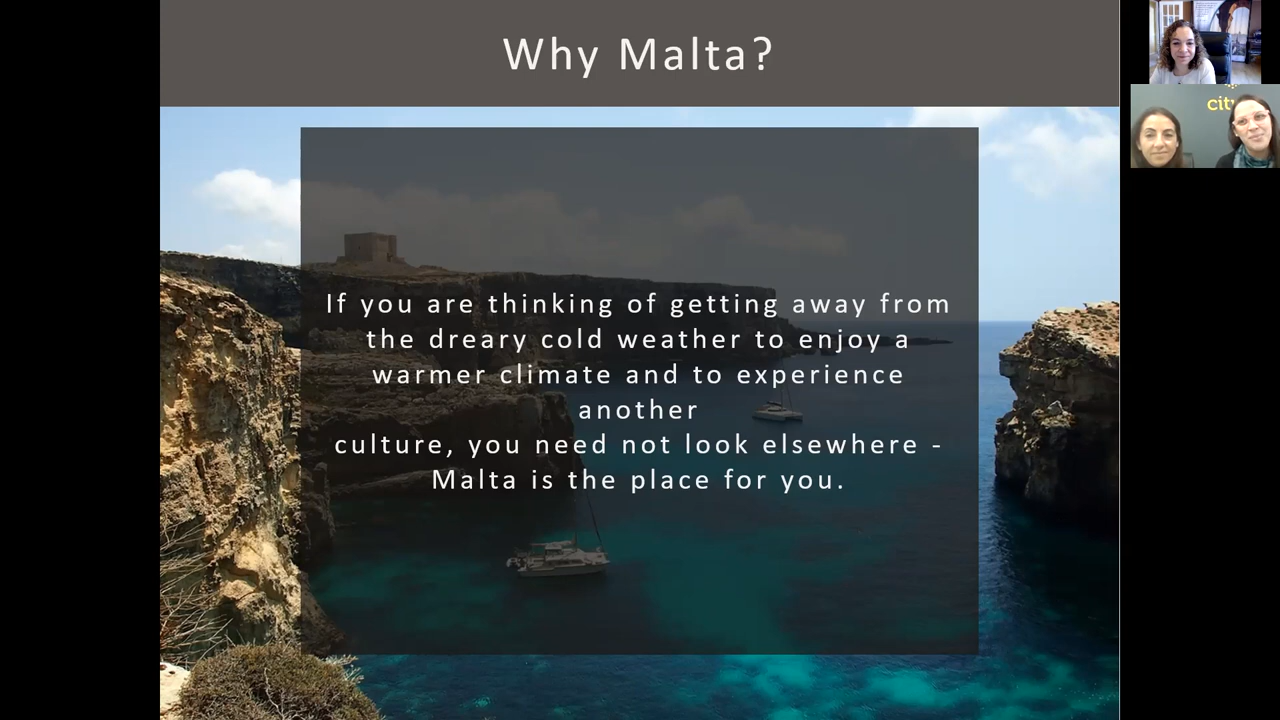 Why Malta?
If you are thinking of getting away from
the dreary cold weather to enjoy a
warmer climate and to experience
another
culture, you need not look elsewhere -
Malta is the place for you.